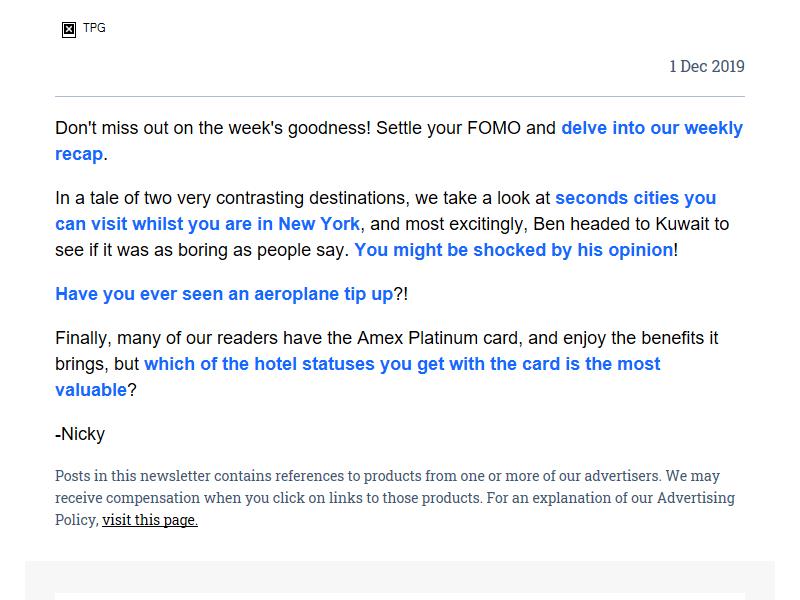 TPG
1 Dec 2019
Don't miss out on the week's goodness! Settle your FOMO and delve into our weekly
recap.
In a tale of two very contrasting destinations, we take a look at seconds cities you
can visit whilst you are in New York, and most excitingly, Ben headed to Kuwait to
see if it was as boring as people say. You might be shocked by his opinion!
Have you ever seen an aeroplane tip up?!
Finally, many of our readers have the Amex Platinum card, and enjoy the benefits it
brings, but which of the hotel statuses you get with the card is the most
valuable?
-Nicky
Posts in this newsletter contains references to products from one or more of our advertisers. We may
receive compensation when you click on links to those products. For an explanation of our Advertising
Policy, visit this page.